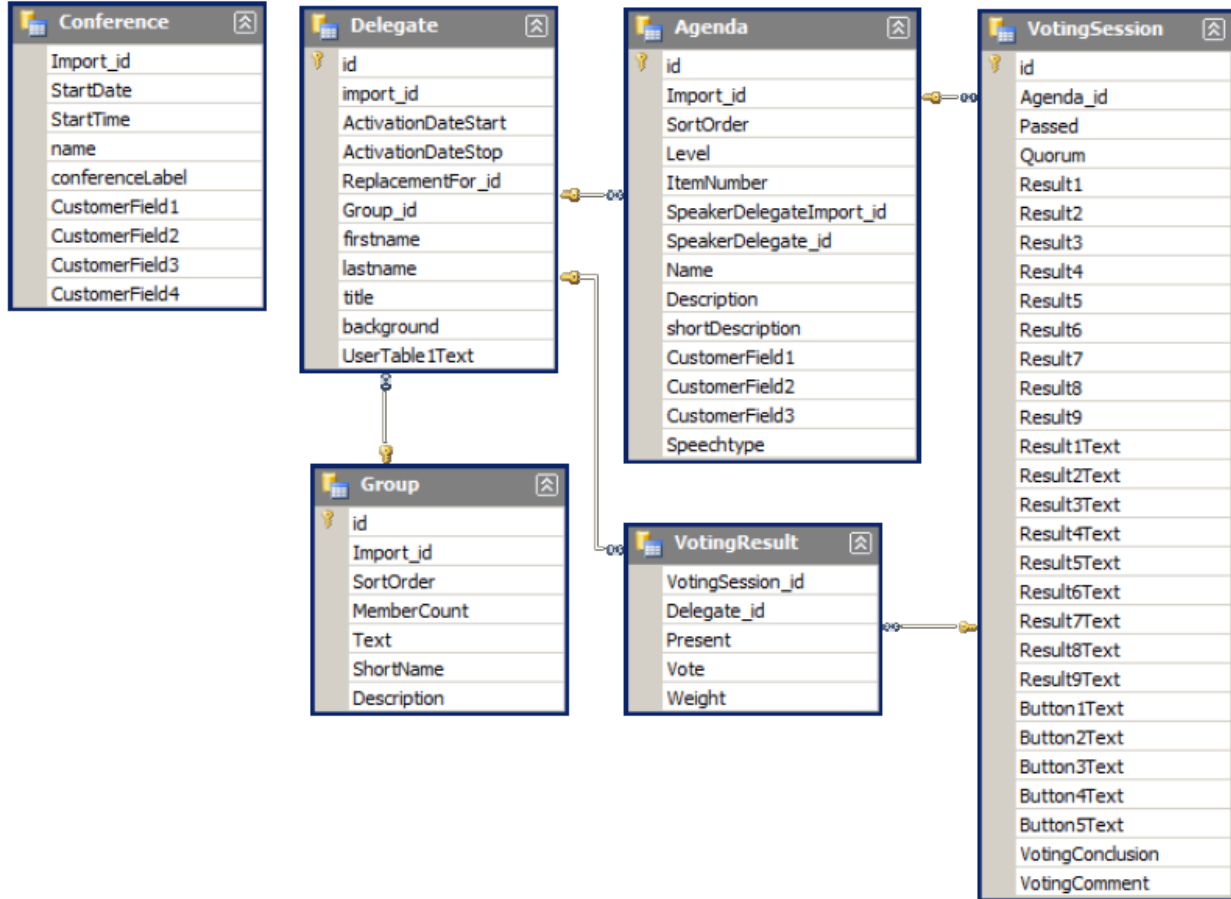 Conference
Import_id
StartDate
StartTime
name
conferenceLabel
CustomerField1
CustomerField2
CustomerField3
CustomerField4
Delegate
id
import_id
ActivationDateStart
ActivationDateStop
ReplacementFor_id
Group_id
firstname
lastname
title
background
UserTable1Text
Group
id
Import_id
SortOrder
MemberCount
Text
ShortName
Description
Agenda
id
Import_id
SortOrder
Level
ItemNumber
SpeakerDelegateImport_id
SpeakerDelegate_id
Name
Description
shortDescription
CustomerField1
CustomerField2
CustomerField3
Speechtype
VotingResult
VotingSession_id
Delegate_id
Present
Vote
Weight
VotingSession
id
Agenda_id
Passed
Quorum
Result1
Result2
Result3
Result4
Result5
Result6
Result7
Result8
Result9
Result1Text
Result2Text
Result3Text
Result4Text
Result5Text
Result6Text
Result7Text
Result8Text
Result9Text
Button1Text
Button2Text
Button3Text
Button4Text
Button5Text
VotingConclusion
VotingComment